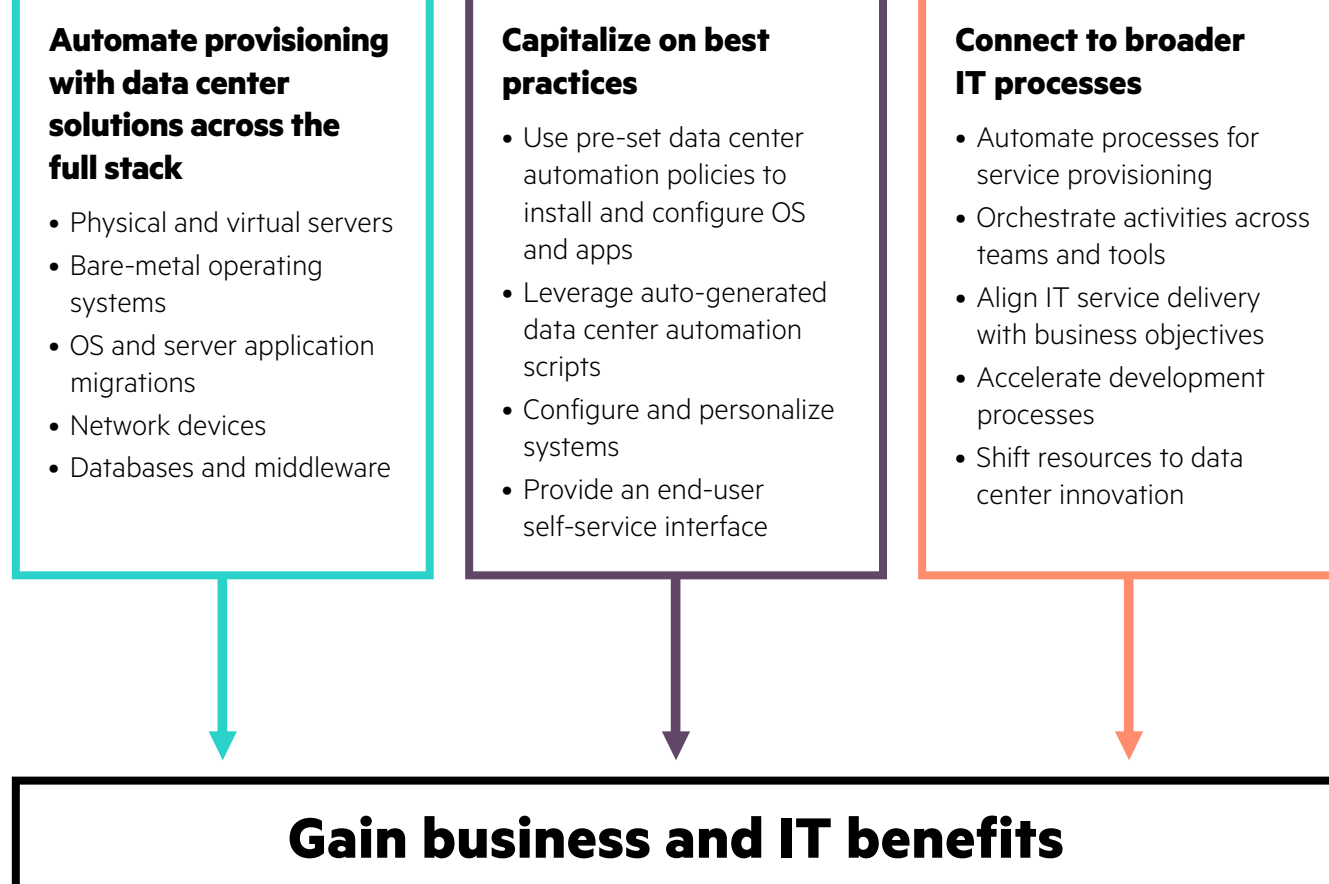 Automate provisioning
with data center
solutions across the
full stack
• Physical and virtual servers
• Bare-metal operating
systems
• OS and server application
migrations
• Network devices
• Databases and middleware
Capitalize on best
practices
• Use pre-set data center
automation policies to
install and configure OS
and apps
• Leverage auto-generated
data center automation
scripts
• Configure and personalize
systems
• Provide an end-user
self-service interface
Connect to broader
IT processes
• Automate processes for
service provisioning
• Orchestrate activities across
teams and tools
• Align IT service delivery
with business objectives
• Accelerate development
processes
• Shift resources to data
center innovation
Gain business and IT benefits